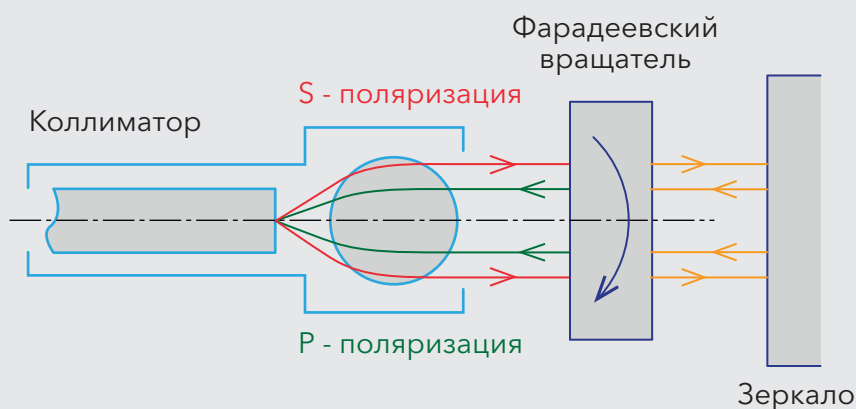 Фарадеевский
вращатель
S - поляризация
Коллиматор
P - поляризация
Зеркало